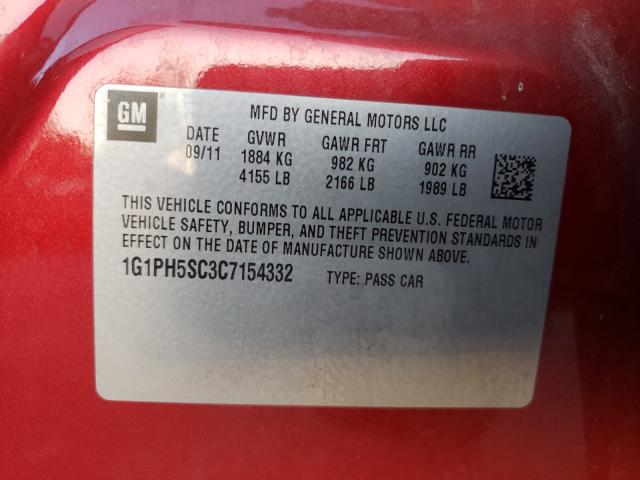 GM
MFD BY GENERAL MOTORS LLC
DATE GVWR GAWR FRT GAWR RR
09/11 1884 KG 982 KG 902 KG
4155 LB 2166 LB 1989 LB
THIS VEHICLE CONFORMS TO ALL APPLICABLE U.S. FEDERAL MOTOR
VEHICLE SAFETY, BUMPER, AND THEFT PREVENTION STANDARDS IN
EFFECT ON THE DATE OF MANUFACTURE SHOWN ABOVE.
1G1PH5SC3C7154332 TYPE: PASS CAR